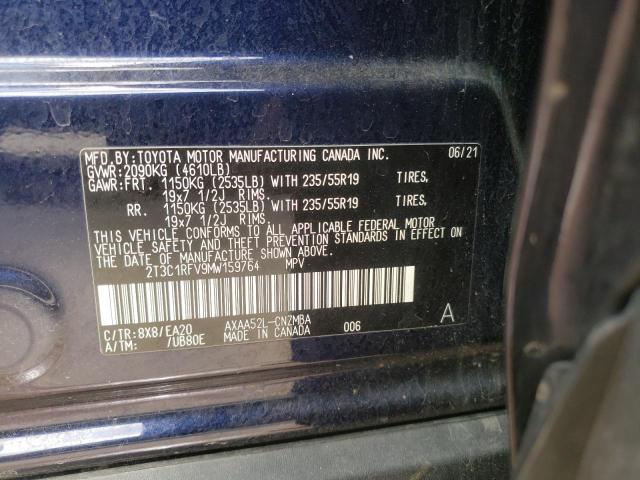 MFD.BY:TOYOTA MOTOR MANUFACTURING CANADA INC. 06/21
GVWR:2090KG (4610LB)
GAWR:FRT. 1150KG (2535LB) WITH 235/55R19 TIRES,
19x7 1/2J RIMS.
RR. 1150KG (2535LB) WITH 235/55R19 TIRES,
19x7 1/2J RIMS.
THIS VEHICLE CONFORMS TO ALL APPLICABLE FEDERAL MOTOR
VEHICLE SAFETY AND THEFT PREVENTION STANDARDS IN EFFECT
ON THE DATE OF MANUFACTURE SHOWN ABOVE.
2T3C1RFV9MW159764 MPV
A
C/TR:8X8/EA20 AXAA52L-CNZMBA
A/TM: /UB80E MADE IN CANADA 006